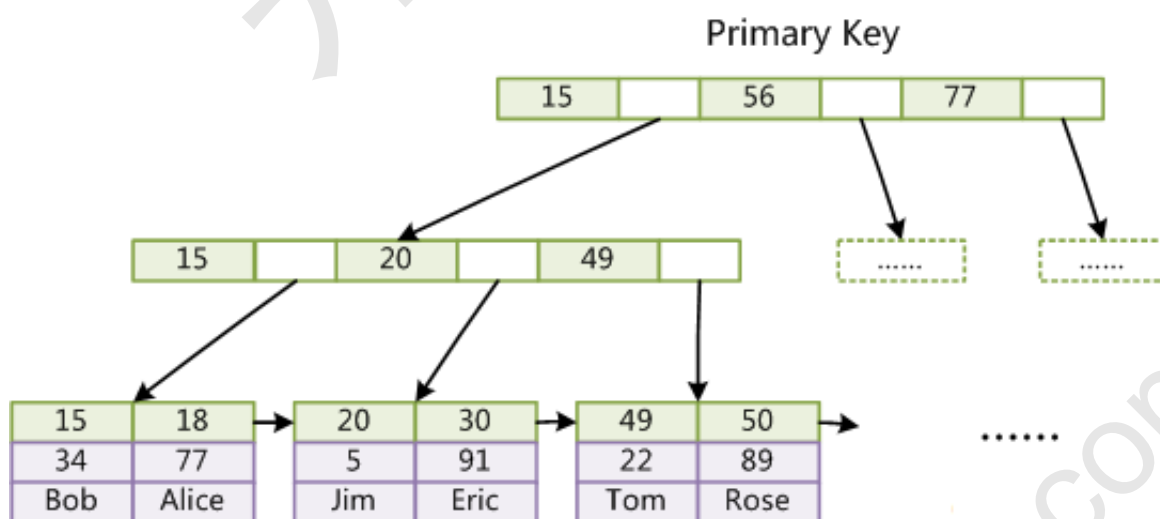 Primary Key
15 56 77
15 20 49
...... ......
15 18 20 30 49 50
......
34 77 5 91 22 89
Bob Alice Jim Eric Tom Rose